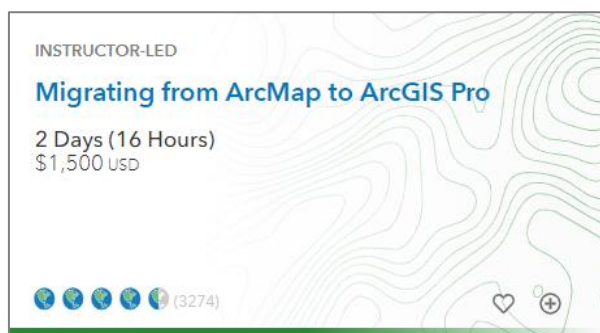 INSTRUCTOR-LED
Migrating from ArcMap to ArcGIS Pro
2 Days (16 Hours)
$1,500 USD
(3274)